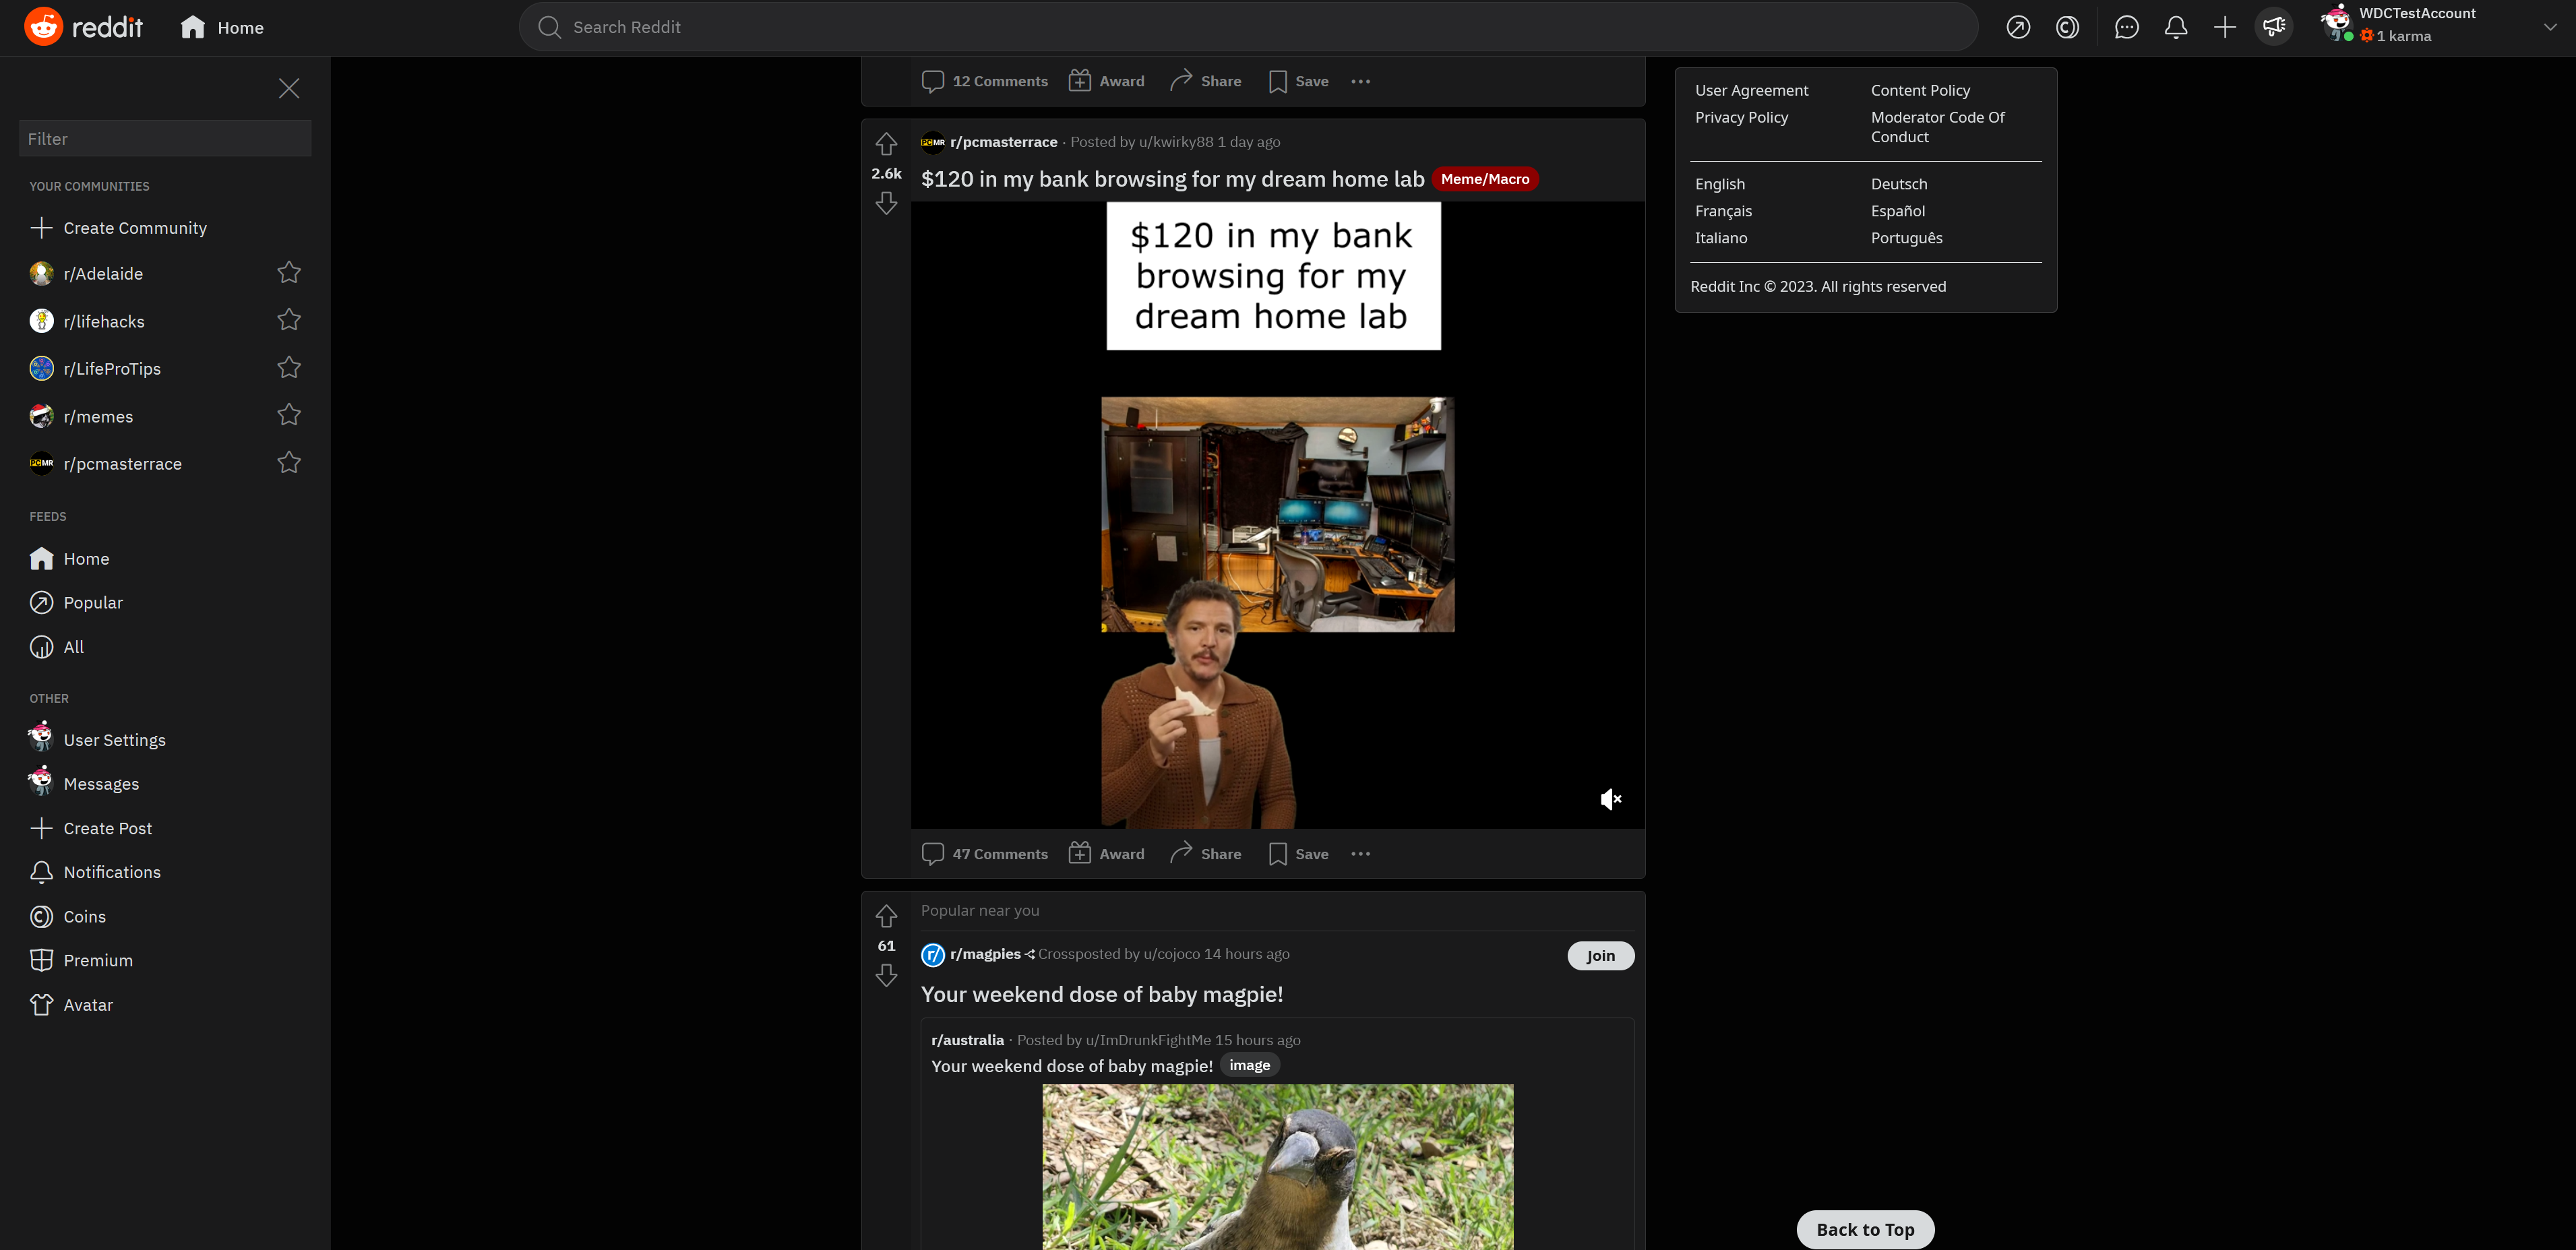 reddit
Home
Search Reddit
WDCTestAccount
1 karma
Filter
YOUR COMMUNITIES
Create Community
r/Adelaide
r/lifehacks
r/LifeProTips
r/memes
r/pcmasterrace
FEEDS
Home
Popular
All
OTHER
User Settings
Messages
Create Post
Notifications
Coins
Premium
Avatar
12 Comments Award Share Save
PCMR r/pcmasterrace · Posted by u/kwirky88 1 day ago
2.6k
$120 in my bank browsing for my dream home lab Meme/Macro
$120 in my bank
browsing for my
dream home lab
47 Comments Award Share Save
Popular near you
61
r/ r/magpies Crossposted by u/cojoco 14 hours ago Join
Your weekend dose of baby magpie!
r/australia · Posted by u/ImDrunkFightMe 15 hours ago
Your weekend dose of baby magpie! image
User Agreement Content Policy
Privacy Policy Moderator Code Of
Conduct
English Deutsch
Français Español
Italiano Português
Reddit Inc © 2023. All rights reserved
Back to Top